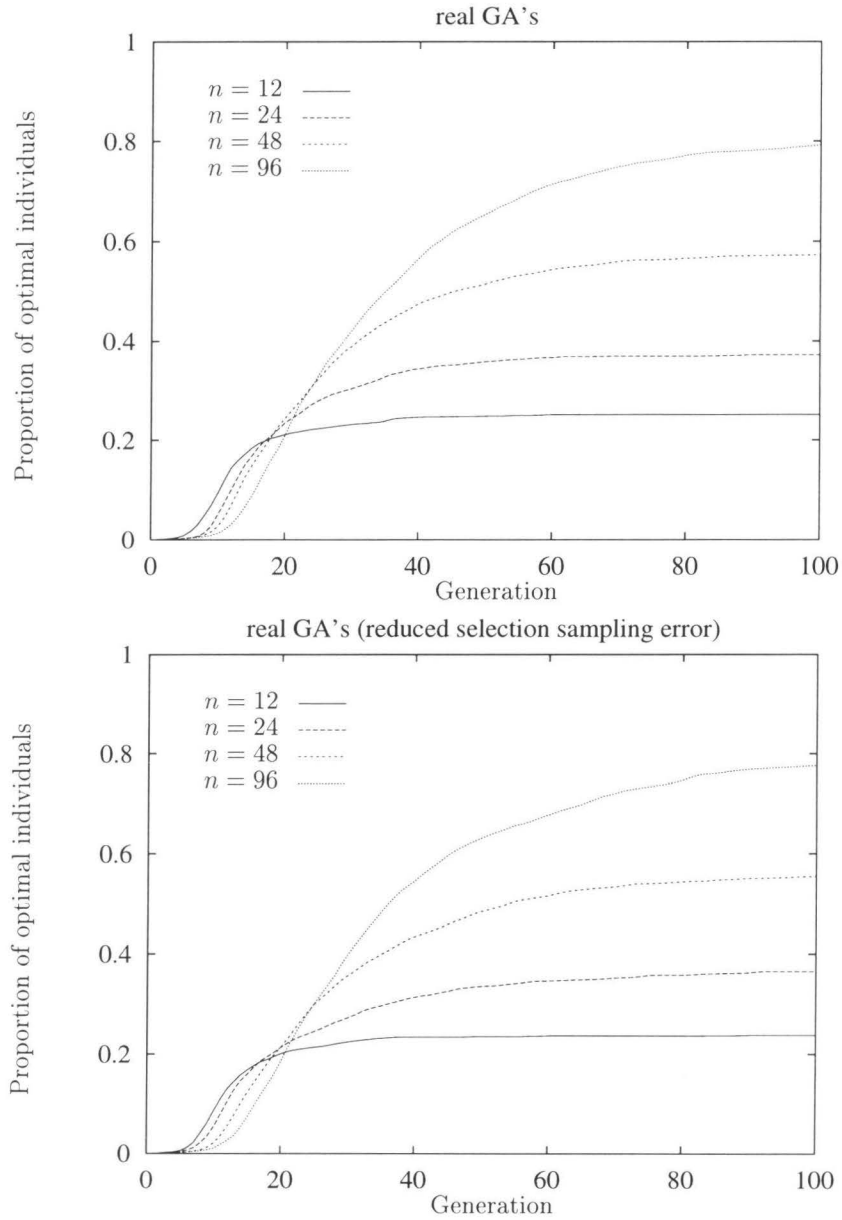 real GA's
1
0.8
0.6
0.4
0.2
0
Proportion of optimal individuals
n = 12
n = 24
n = 48
n = 96
0 20 40 60 80 100
Generation
real GA's (reduced selection sampling error)
1
0.8
0.6
0.4
0.2
0
Proportion of optimal individuals
n = 12
n = 24
n = 48
n = 96
0 20 40 60 80 100
Generation